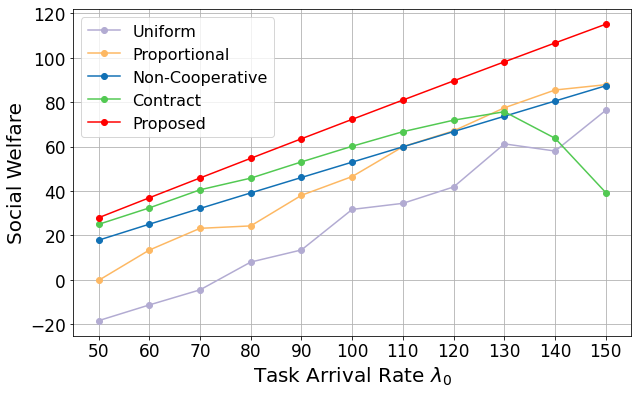 120
100
80
60
40
20
0
−20
Social Welfare
Uniform
Proportional
Non-Cooperative
Contract
Proposed
50 60 70 80 90 100 110 120 130 140 150
Task Arrival Rate λ₀